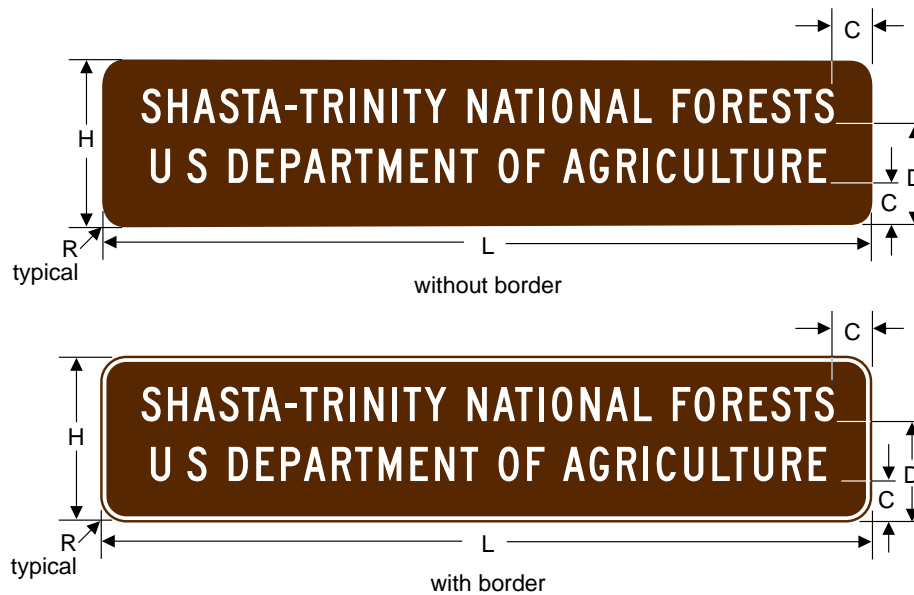 C
SHASTA-TRINITY NATIONAL FORESTS
H
U S DEPARTMENT OF AGRICULTURE
D
C
R
typical
L
without border
C
SHASTA-TRINITY NATIONAL FORESTS
H
U S DEPARTMENT OF AGRICULTURE
D
C
R
typical
L
with border